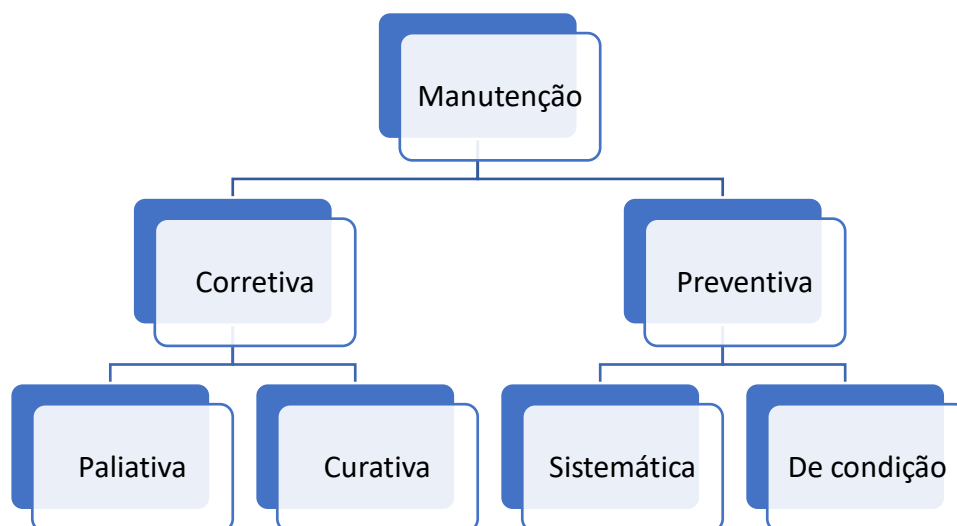 Manutenção
Corretiva
Preventiva
Paliativa
Curativa
Sistemática
De condição